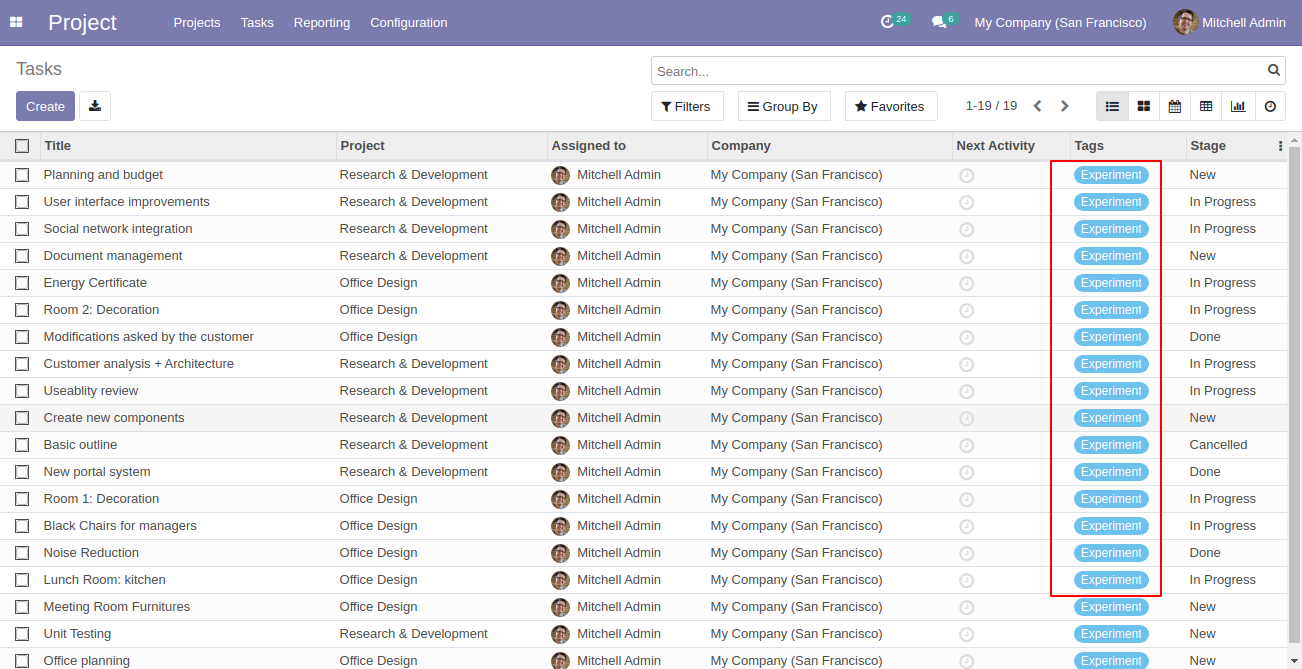 Project Projects Tasks Reporting Configuration 24 6 My Company (San Francisco) Mitchell Admin
Tasks Search...
Create Filters Group By Favorites 1-19 / 19
Title Project Assigned to Company Next Activity Tags Stage
Planning and budget Research & Development Mitchell Admin My Company (San Francisco) Experiment New
User interface improvements Research & Development Mitchell Admin My Company (San Francisco) Experiment In Progress
Social network integration Research & Development Mitchell Admin My Company (San Francisco) Experiment In Progress
Document management Research & Development Mitchell Admin My Company (San Francisco) Experiment New
Energy Certificate Office Design Mitchell Admin My Company (San Francisco) Experiment In Progress
Room 2: Decoration Office Design Mitchell Admin My Company (San Francisco) Experiment In Progress
Modifications asked by the customer Office Design Mitchell Admin My Company (San Francisco) Experiment Done
Customer analysis + Architecture Research & Development Mitchell Admin My Company (San Francisco) Experiment In Progress
Useablity review Research & Development Mitchell Admin My Company (San Francisco) Experiment In Progress
Create new components Research & Development Mitchell Admin My Company (San Francisco) Experiment New
Basic outline Research & Development Mitchell Admin My Company (San Francisco) Experiment Cancelled
New portal system Research & Development Mitchell Admin My Company (San Francisco) Experiment Done
Room 1: Decoration Office Design Mitchell Admin My Company (San Francisco) Experiment In Progress
Black Chairs for managers Office Design Mitchell Admin My Company (San Francisco) Experiment In Progress
Noise Reduction Office Design Mitchell Admin My Company (San Francisco) Experiment Done
Lunch Room: kitchen Office Design Mitchell Admin My Company (San Francisco) Experiment In Progress
Meeting Room Furnitures Office Design Mitchell Admin My Company (San Francisco) Experiment New
Unit Testing Research & Development Mitchell Admin My Company (San Francisco) Experiment New
Office planning Office Design Mitchell Admin My Company (San Francisco) Experiment New